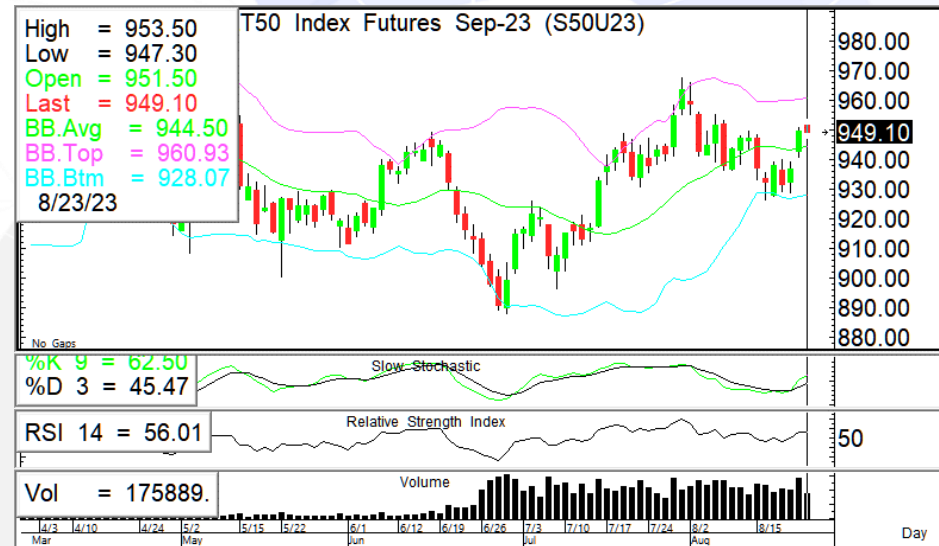 T50 Index Futures Sep-23 (S50U23)
High = 953.50
Low = 947.30
Open = 951.50
Last = 949.10
BB.Avg = 944.50
BB.Top = 960.93
BB.Btm = 928.07
8/23/23
980.00
970.00
960.00
949.10
940.00
930.00
920.00
910.00
900.00
890.00
880.00
No Gaps
Slow Stochastic
%K 9 = 62.50
%D 3 = 45.47
Relative Strength Index
RSI 14 = 56.01
50
Volume
Vol = 175889.
4/3 4/10 4/24 5/2 5/15 5/22 6/1 6/12 6/19 6/26 7/3 7/10 7/17 7/24 8/2 8/15
Mar May Jun Jul Aug
Day